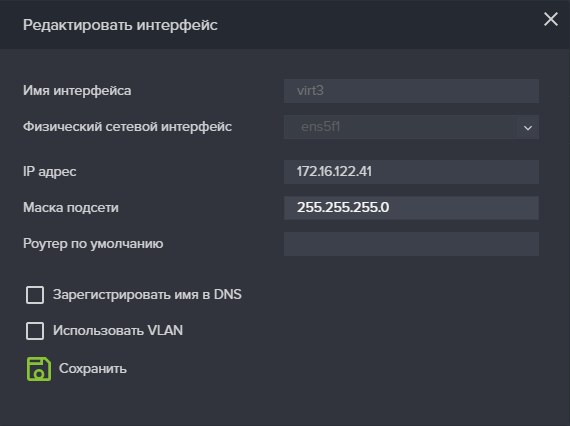 Редактировать интерфейс
Имя интерфейса virt3
Физический сетевой интерфейс ens5f1
IP адрес 172.16.122.41
Маска подсети 255.255.255.0
Роутер по умолчанию
Зарегистрировать имя в DNS
Использовать VLAN
Сохранить